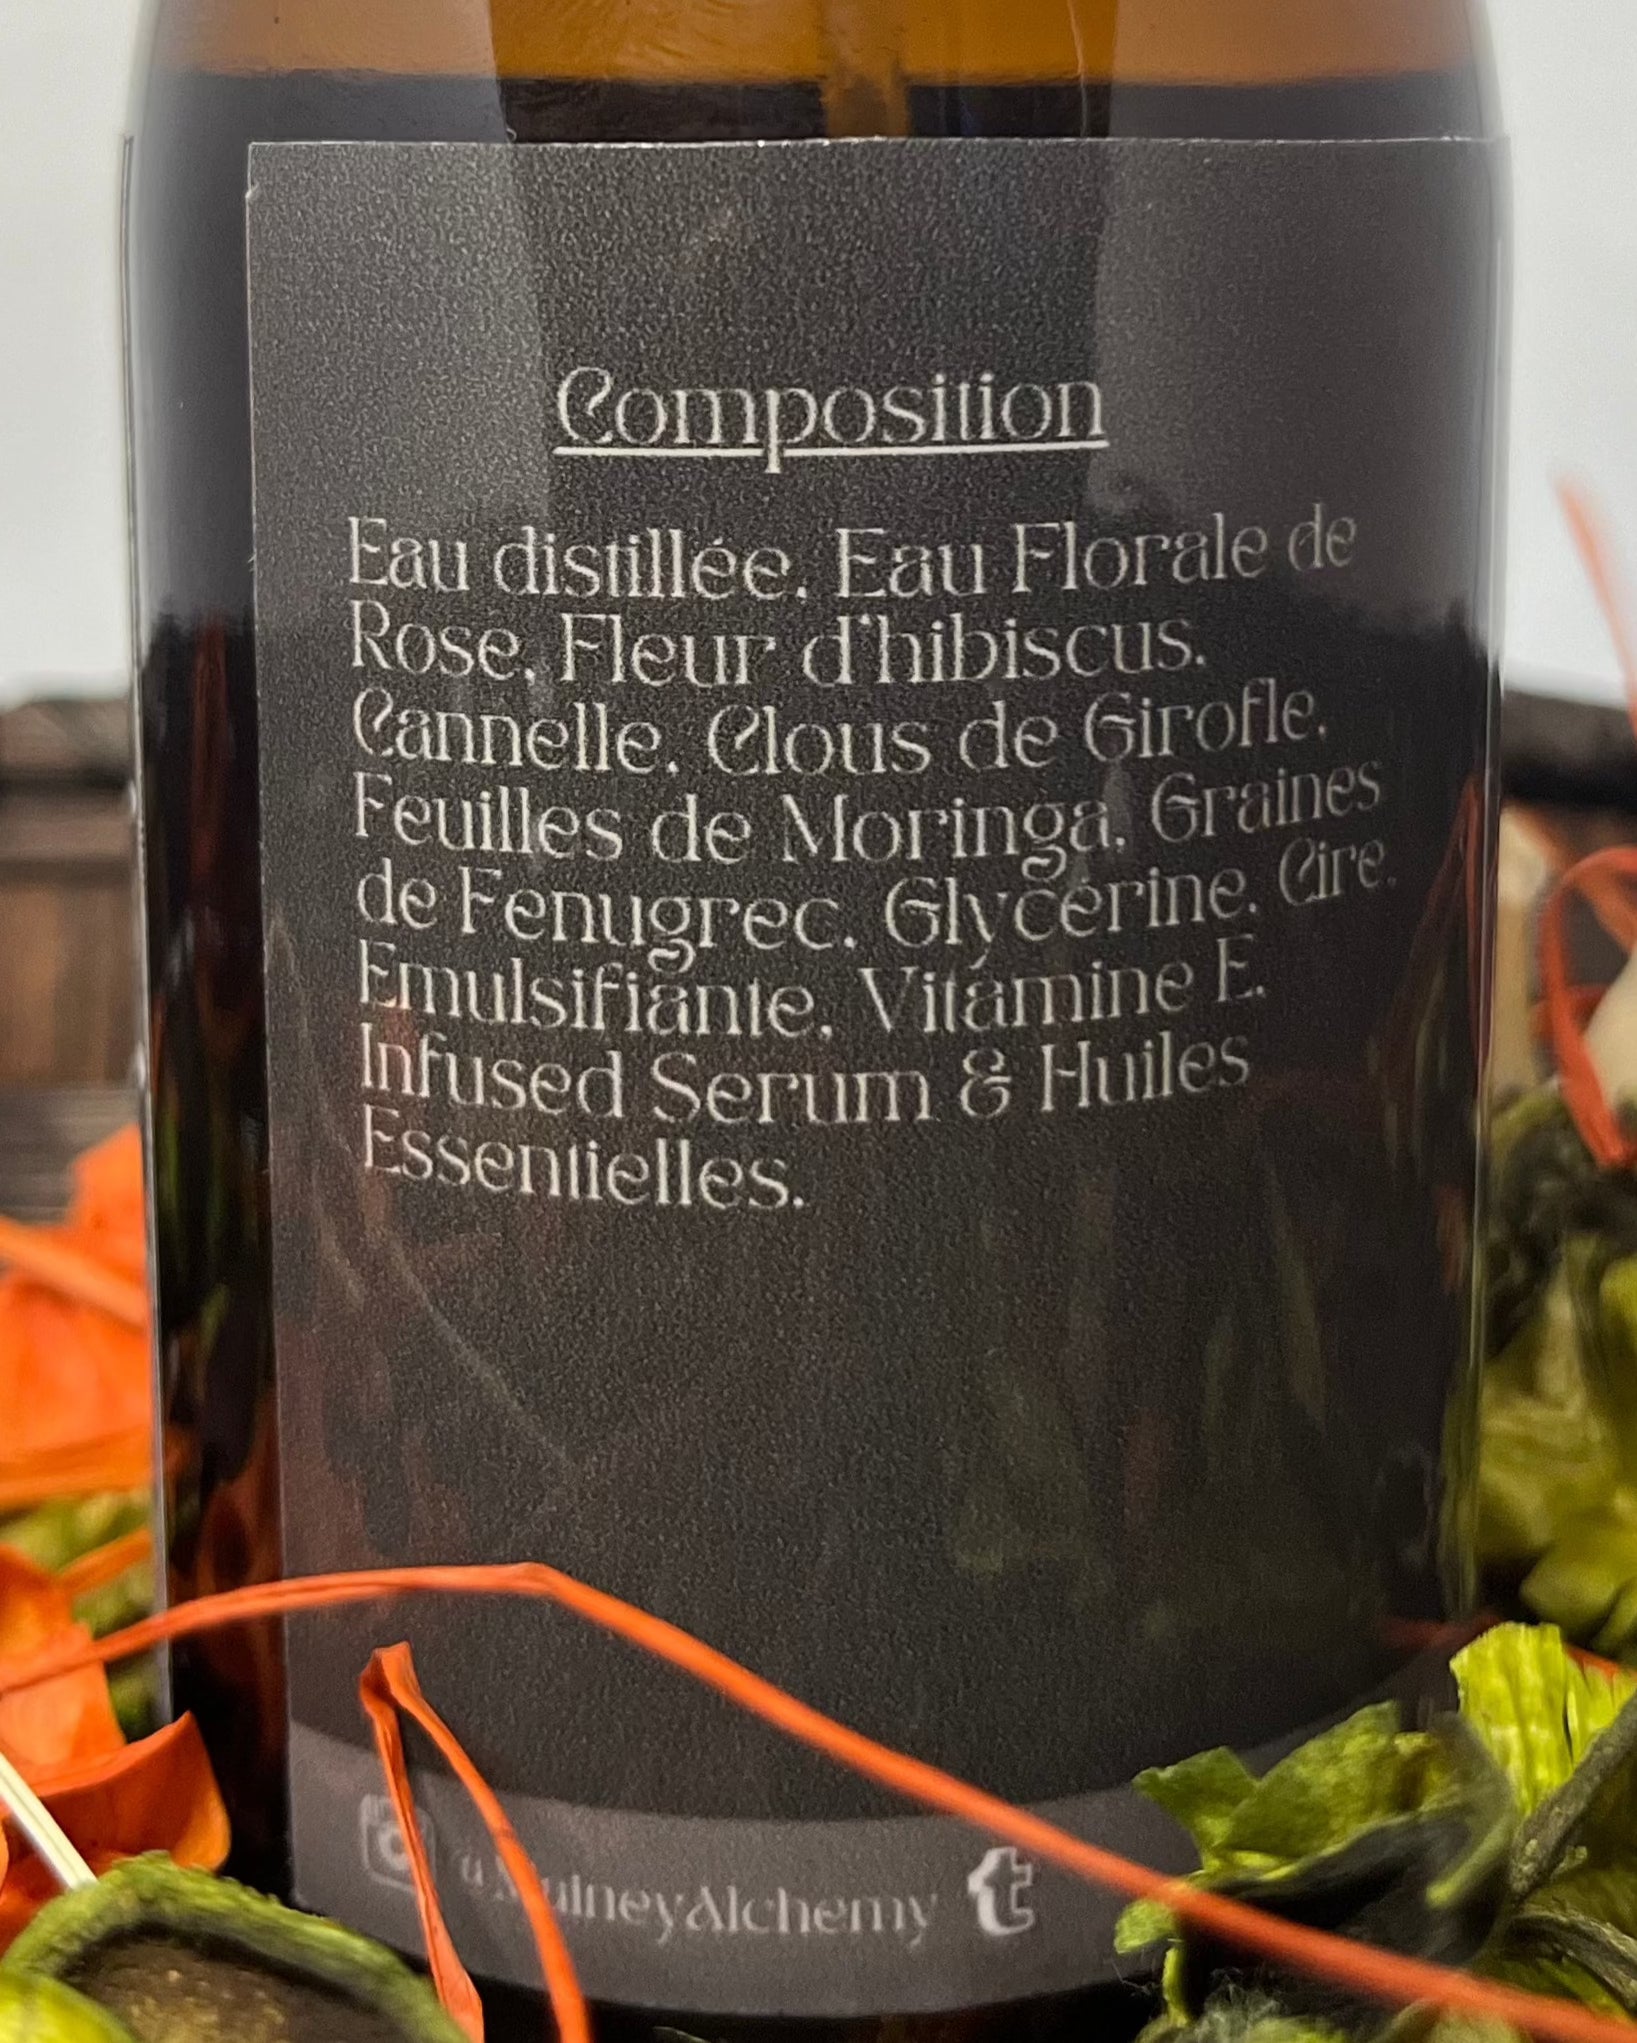 Composition
Eau distillée, Eau Florale de
Rose, Fleur d'hibiscus,
Cannelle, Clous de Girofle,
Feuilles de Moringa, Graines
de Fenugrec, Glycérine, Cire,
Emulsifiante, Vitamine E,
Infused Serum & Huiles
Essentielles.
t